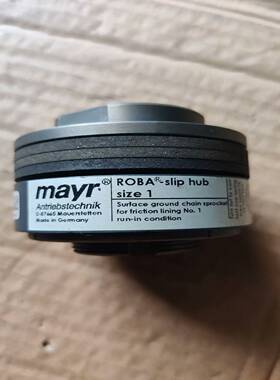 mayr®
Antriebstechnik
D-87665 Mauerstetten
Made in Germany
ROBA®-slip hub
size 1
Surface ground chain sprocket
for friction lining No. 1
run-in condition